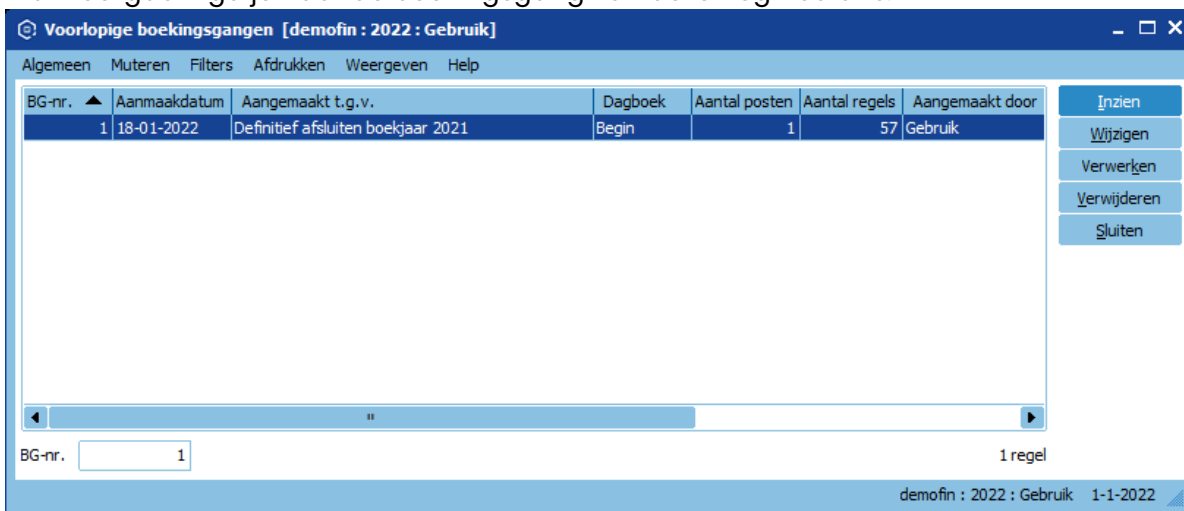 Voorlopige boekingsgangen [demofin : 2022 : Gebruik]
Algemeen Muteren Filters Afdrukken Weergeven Help
BG-nr. Aanmaakdatum Aangemaakt t.g.v. Dagboek Aantal posten Aantal regels Aangemaakt door
1 18-01-2022 Definitief afsluiten boekjaar 2021 Begin 1 57 Gebruik
Inzien
Wijzigen
Verwerken
Verwijderen
Sluiten
BG-nr. 1 1 regel
demofin : 2022 : Gebruik 1-1-2022